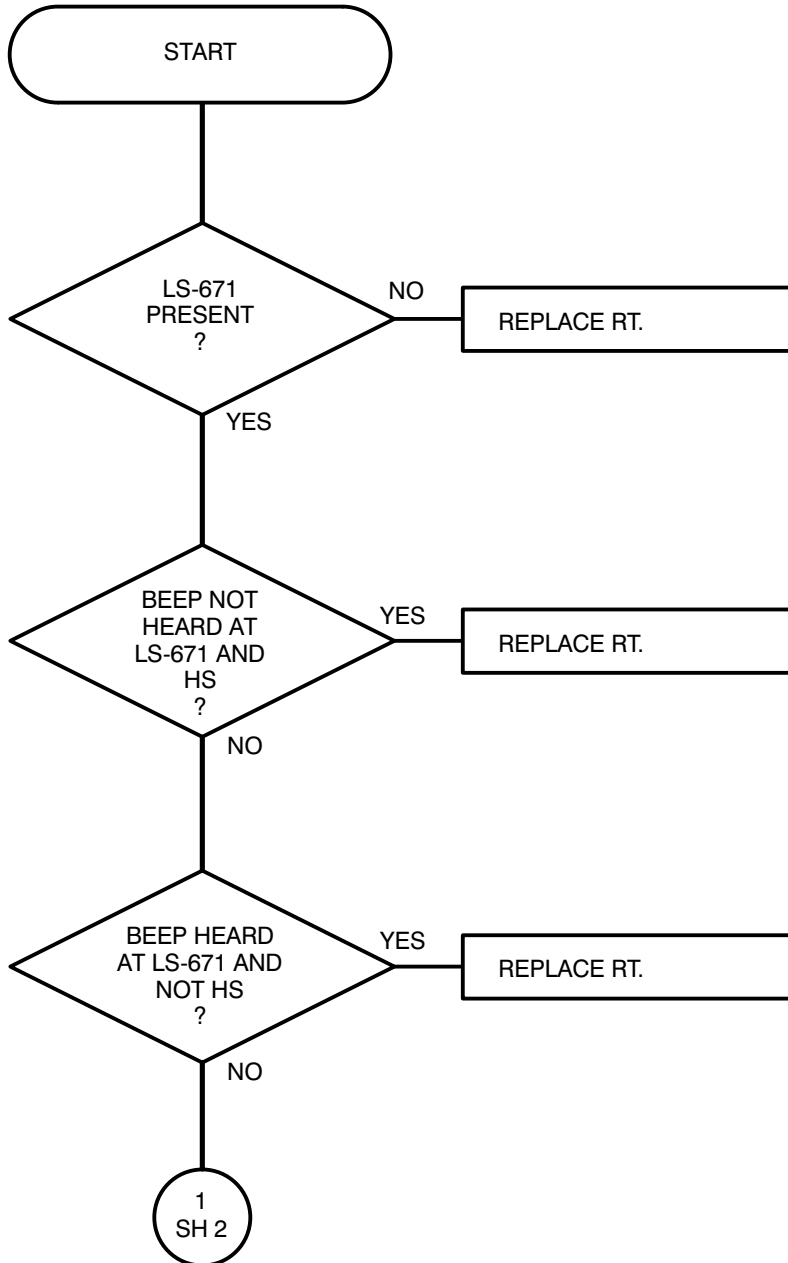 START
LS-671
PRESENT
?
NO
REPLACE RT.
YES
BEEP NOT
HEARD AT
LS-671 AND
HS
?
YES
REPLACE RT.
NO
BEEP HEARD
AT LS-671 AND
NOT HS
?
YES
REPLACE RT.
NO
1
SH 2